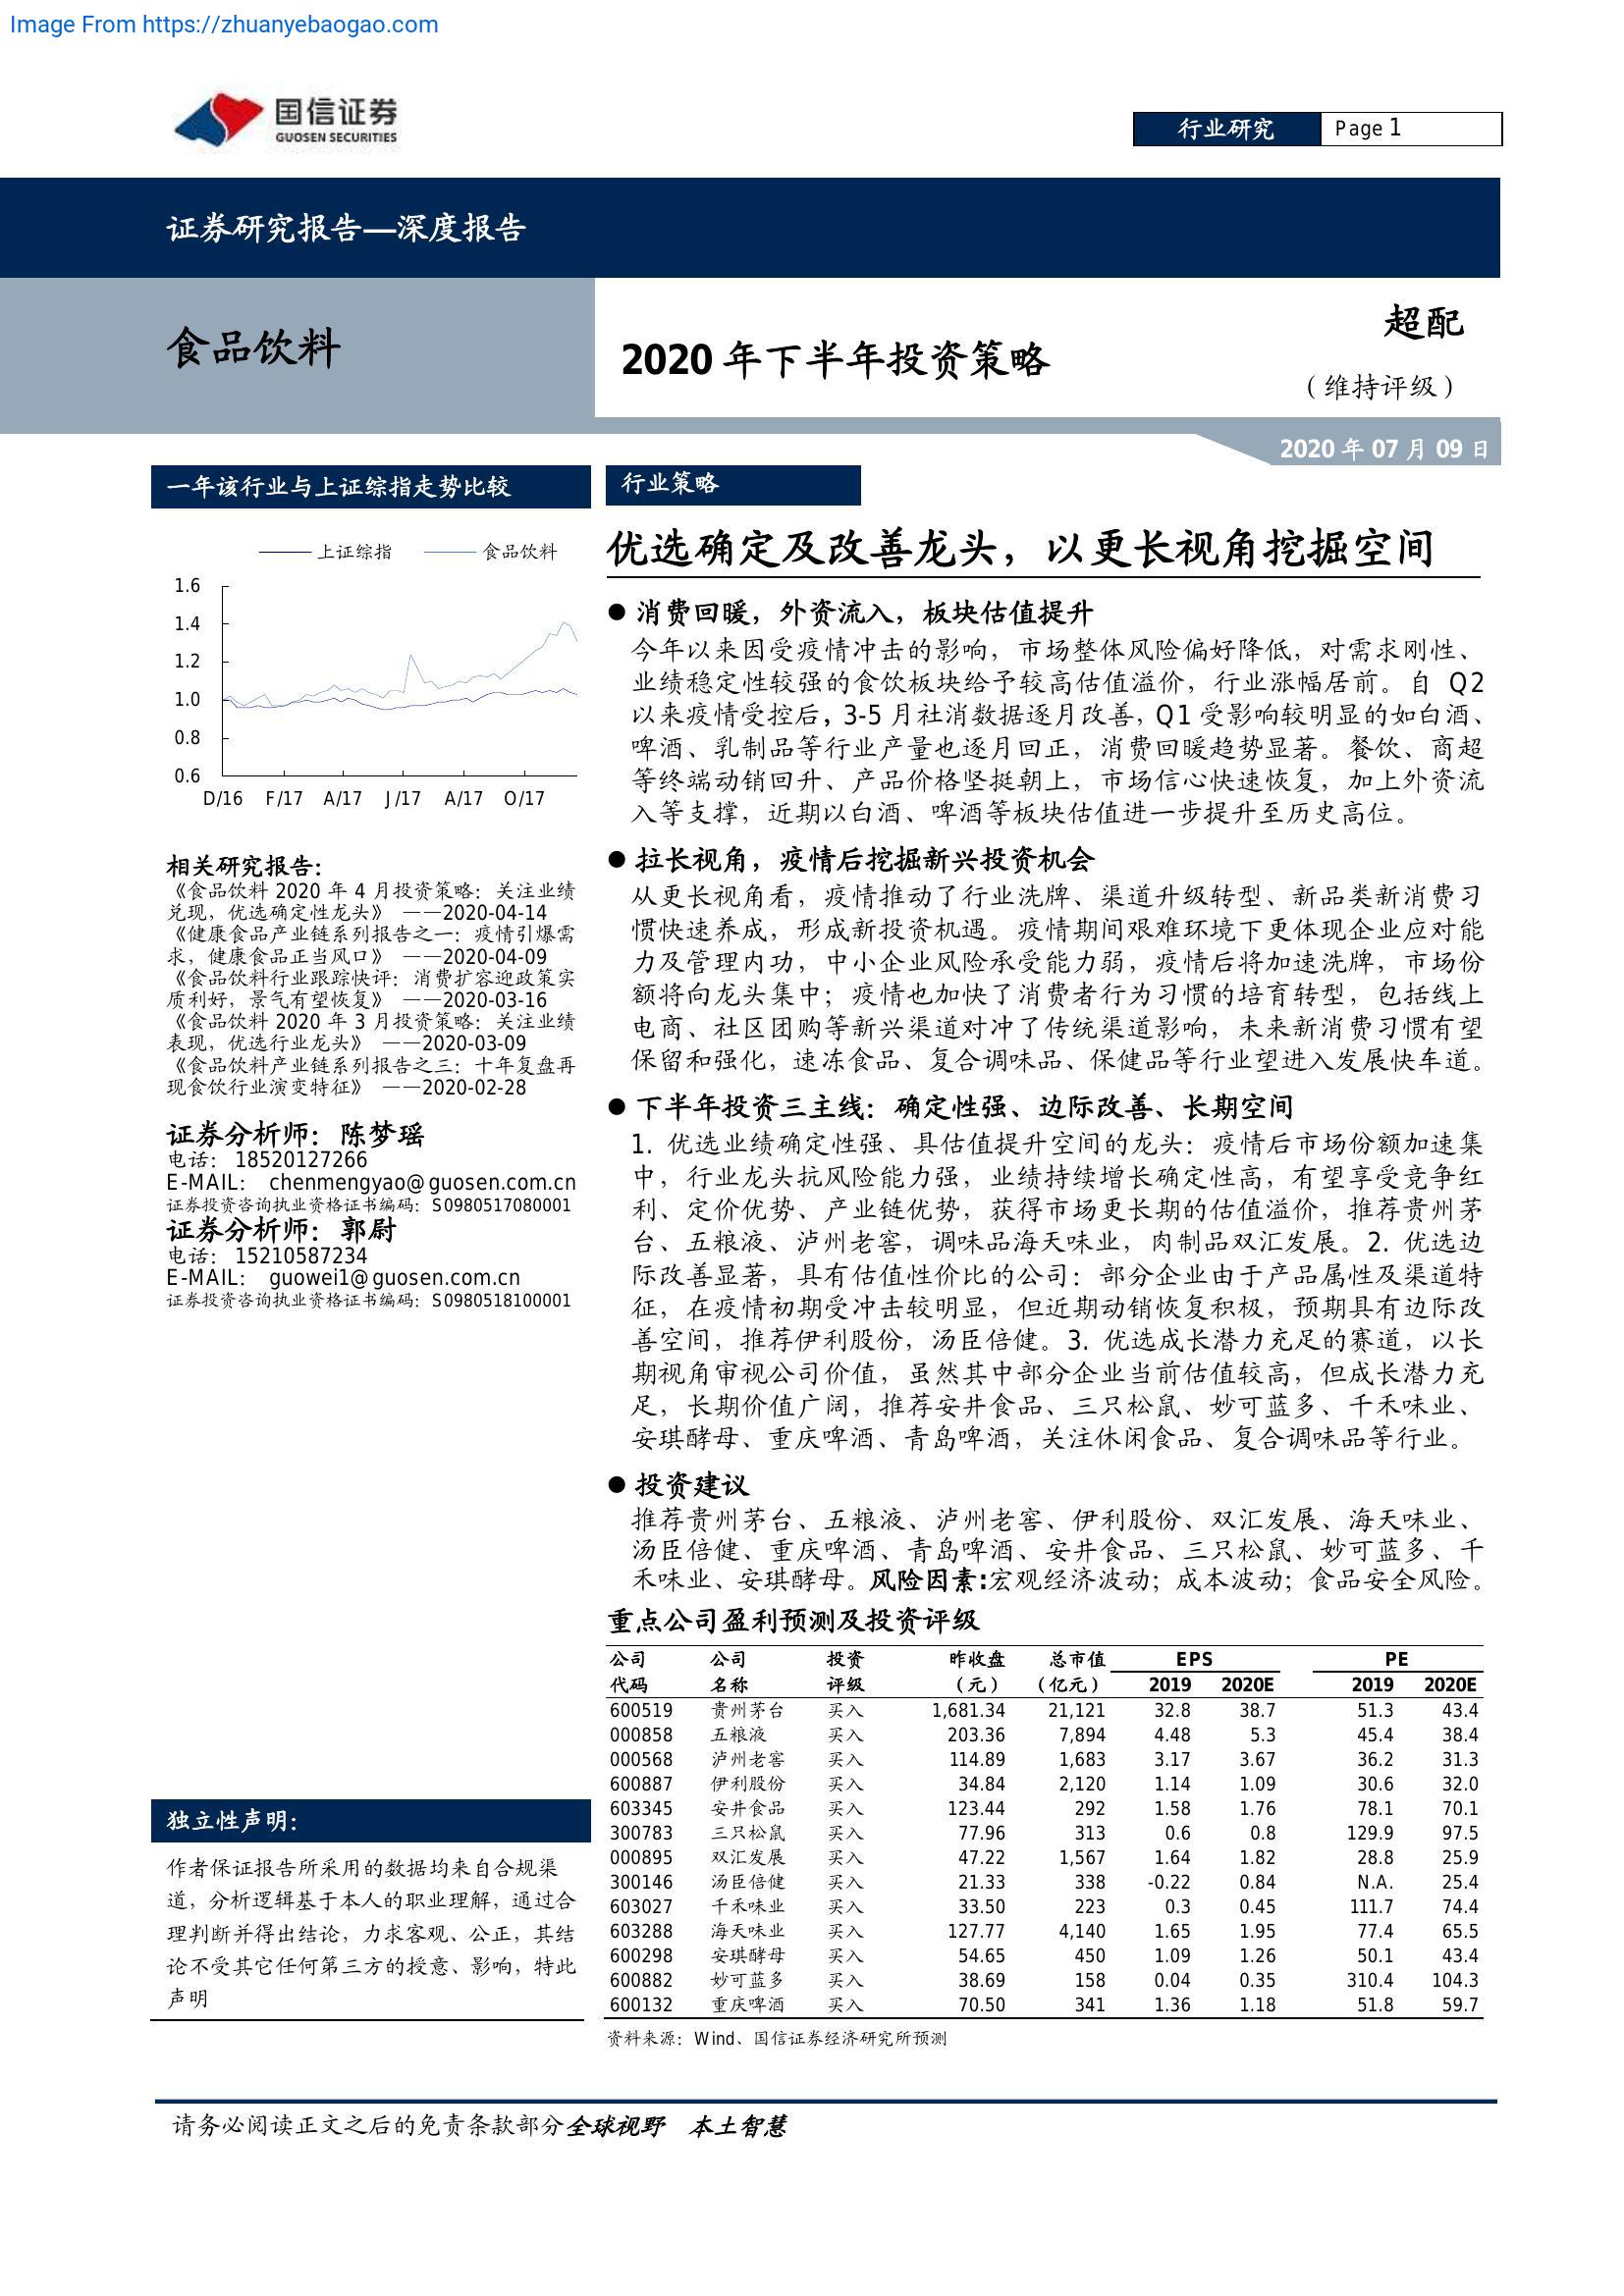 Image From https://zhuanyebaogao.com
国信证券
GUOSEN SECURITIES
行业研究
Page 1
证券研究报告—深度报告
食品饮料
2020 年下半年投资策略
超配
（维持评级）
2020 年 07 月 09 日
一年该行业与上证综指走势比较
上证综指 食品饮料
1.6
1.4
1.2
1.0
0.8
0.6
D/16 F/17 A/17 J/17 A/17 O/17
相关研究报告：
《食品饮料 2020 年 4 月投资策略：关注业绩
兑现，优选确定性龙头》 ——2020-04-14
《健康食品产业链系列报告之一：疫情引爆需
求，健康食品正当风口》 ——2020-04-09
《食品饮料行业跟踪快评：消费扩容迎政策实
质利好，景气有望恢复》 ——2020-03-16
《食品饮料 2020 年 3 月投资策略：关注业绩
表现，优选行业龙头》 ——2020-03-09
《食品饮料产业链系列报告之三：十年复盘再
现食饮行业演变特征》 ——2020-02-28
证券分析师：陈梦瑶
电话： 18520127266
E-MAIL： chenmengyao@guosen.com.cn
证券投资咨询执业资格证书编码：S0980517080001
证券分析师：郭尉
电话： 15210587234
E-MAIL： guowei1@guosen.com.cn
证券投资咨询执业资格证书编码：S0980518100001
独立性声明：
作者保证报告所采用的数据均来自合规渠
道，分析逻辑基于本人的职业理解，通过合
理判断并得出结论，力求客观、公正，其结
论不受其它任何第三方的授意、影响，特此
声明
行业策略
优选确定及改善龙头，以更长视角挖掘空间
● 消费回暖，外资流入，板块估值提升
今年以来因受疫情冲击的影响，市场整体风险偏好降低，对需求刚性、
业绩稳定性较强的食饮板块给予较高估值溢价，行业涨幅居前。自 Q2
以来疫情受控后，3-5 月社消数据逐月改善，Q1 受影响较明显的如白酒、
啤酒、乳制品等行业产量也逐月回正，消费回暖趋势显著。餐饮、商超
等终端动销回升、产品价格坚挺朝上，市场信心快速恢复，加上外资流
入等支撑，近期以白酒、啤酒等板块估值进一步提升至历史高位。
● 拉长视角，疫情后挖掘新兴投资机会
从更长视角看，疫情推动了行业洗牌、渠道升级转型、新品类新消费习
惯快速养成，形成新投资机遇。疫情期间艰难环境下更体现企业应对能
力及管理内功，中小企业风险承受能力弱，疫情后将加速洗牌，市场份
额将向龙头集中；疫情也加快了消费者行为习惯的培育转型，包括线上
电商、社区团购等新兴渠道对冲了传统渠道影响，未来新消费习惯有望
保留和强化，速冻食品、复合调味品、保健品等行业望进入发展快车道。
● 下半年投资三主线：确定性强、边际改善、长期空间
1. 优选业绩确定性强、具估值提升空间的龙头：疫情后市场份额加速集
中，行业龙头抗风险能力强，业绩持续增长确定性高，有望享受竞争红
利、定价优势、产业链优势，获得市场更长期的估值溢价，推荐贵州茅
台、五粮液、泸州老窖，调味品海天味业，肉制品双汇发展。2. 优选边
际改善显著，具有估值性价比的公司：部分企业由于产品属性及渠道特
征，在疫情初期受冲击较明显，但近期动销恢复积极，预期具有边际改
善空间，推荐伊利股份，汤臣倍健。3. 优选成长潜力充足的赛道，以长
期视角审视公司价值，虽然其中部分企业当前估值较高，但成长潜力充
足，长期价值广阔，推荐安井食品、三只松鼠、妙可蓝多、千禾味业、
安琪酵母、重庆啤酒、青岛啤酒，关注休闲食品、复合调味品等行业。
● 投资建议
推荐贵州茅台、五粮液、泸州老窖、伊利股份、双汇发展、海天味业、
汤臣倍健、重庆啤酒、青岛啤酒、安井食品、三只松鼠、妙可蓝多、千
禾味业、安琪酵母。风险因素:宏观经济波动；成本波动；食品安全风险。
重点公司盈利预测及投资评级
公司 公司 投资 昨收盘 总市值 EPS PE
代码 名称 评级 （元） （亿元） 2019 2020E 2019 2020E
600519 贵州茅台 买入 1,681.34 21,121 32.8 38.7 51.3 43.4
000858 五粮液 买入 203.36 7,894 4.48 5.3 45.4 38.4
000568 泸州老窖 买入 114.89 1,683 3.17 3.67 36.2 31.3
600887 伊利股份 买入 34.84 2,120 1.14 1.09 30.6 32.0
603345 安井食品 买入 123.44 292 1.58 1.76 78.1 70.1
300783 三只松鼠 买入 77.96 313 0.6 0.8 129.9 97.5
000895 双汇发展 买入 47.22 1,567 1.64 1.82 28.8 25.9
300146 汤臣倍健 买入 21.33 338 -0.22 0.84 N.A. 25.4
603027 千禾味业 买入 33.50 223 0.3 0.45 111.7 74.4
603288 海天味业 买入 127.77 4,140 1.65 1.95 77.4 65.5
600298 安琪酵母 买入 54.65 450 1.09 1.26 50.1 43.4
600882 妙可蓝多 买入 38.69 158 0.04 0.35 310.4 104.3
600132 重庆啤酒 买入 70.50 341 1.36 1.18 51.8 59.7
资料来源：Wind、国信证券经济研究所预测
请务必阅读正文之后的免责条款部分全球视野 本土智慧